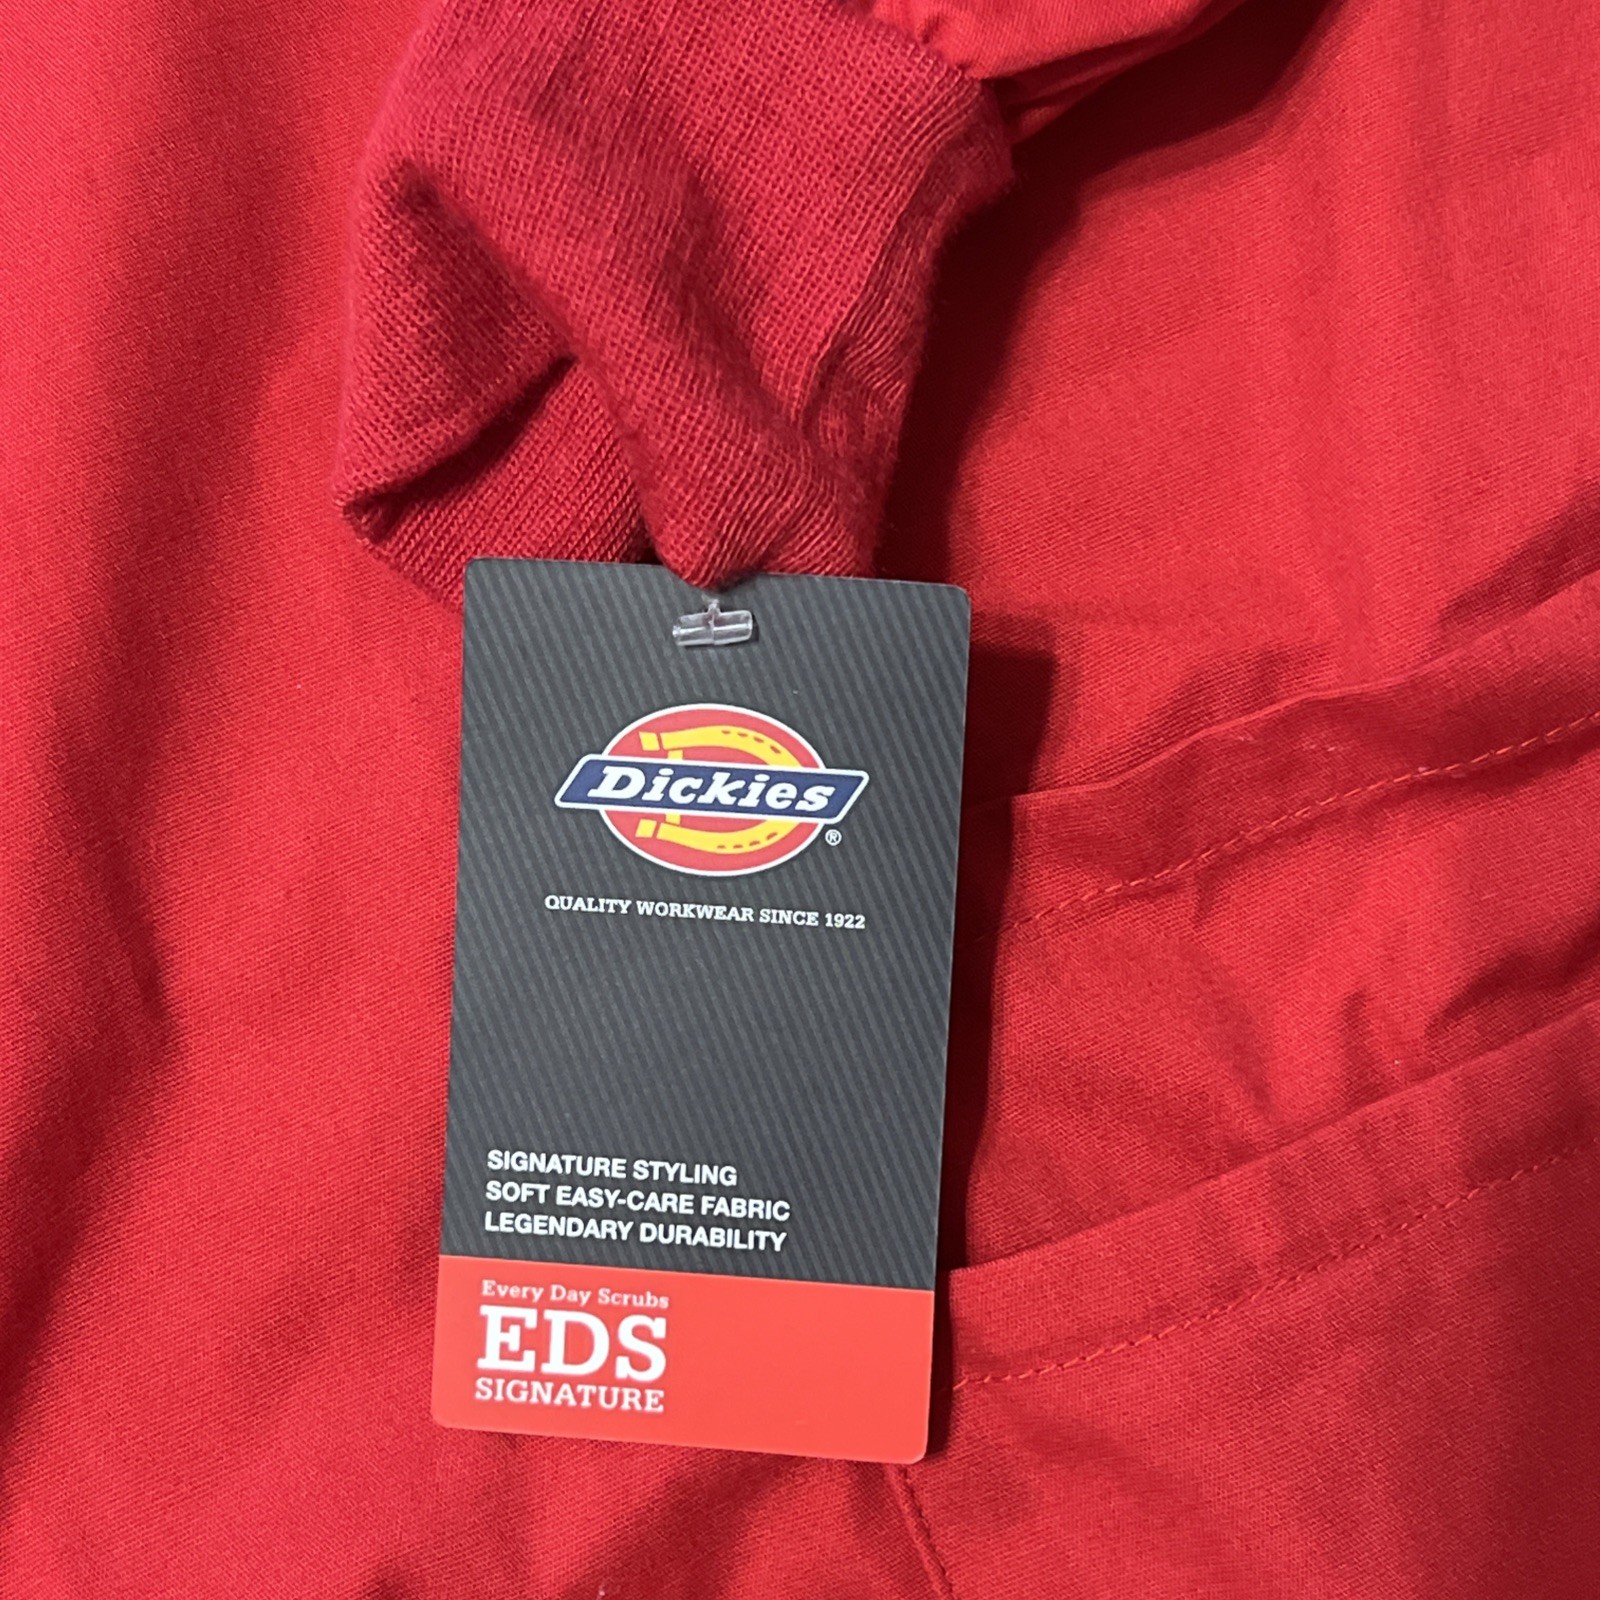 Dickies
®
QUALITY WORKWEAR SINCE 1922
SIGNATURE STYLING
SOFT EASY-CARE FABRIC
LEGENDARY DURABILITY
Every Day Scrubs
EDS
SIGNATURE